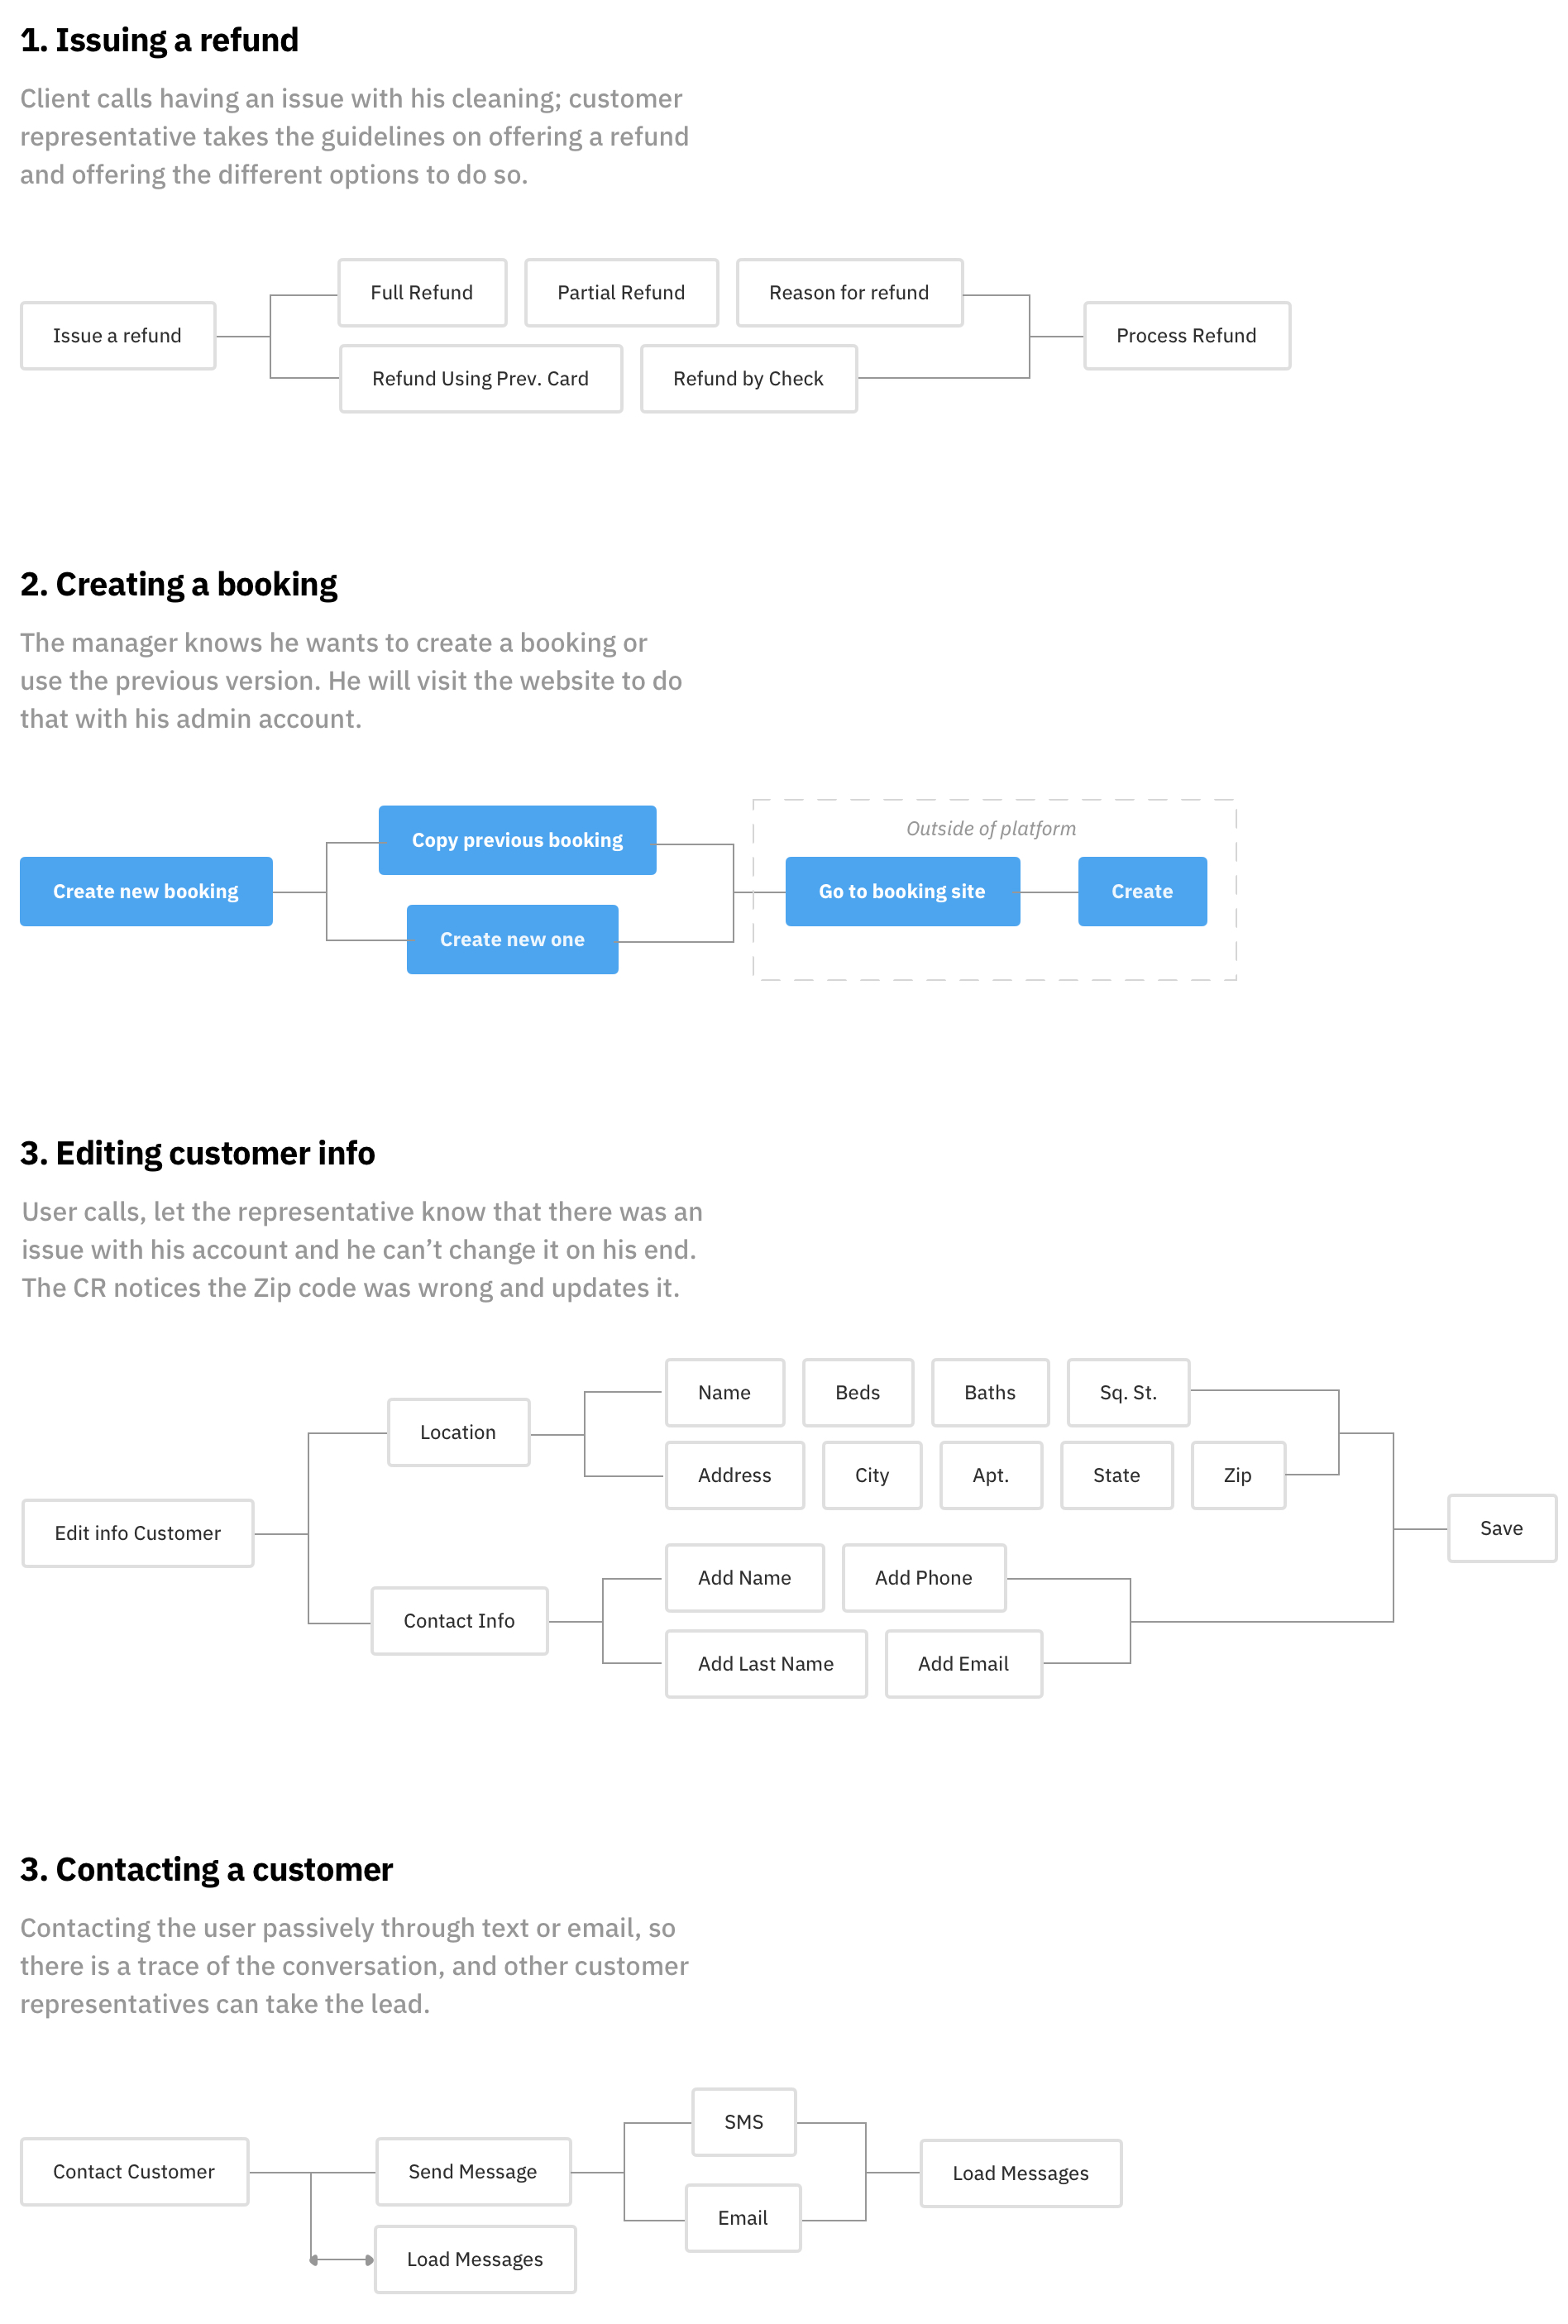 1. Issuing a refund
Client calls having an issue with his cleaning; customer
representative takes the guidelines on offering a refund
and offering the different options to do so.
Full Refund
Partial Refund
Reason for refund
Issue a refund
Process Refund
Refund Using Prev. Card
Refund by Check
2. Creating a booking
The manager knows he wants to create a booking or
use the previous version. He will visit the website to do
that with his admin account.
Outside of platform
Copy previous booking
Create new booking
Go to booking site
Create
Create new one
3. Editing customer info
User calls, let the representative know that there was an
issue with his account and he can’t change it on his end.
The CR notices the Zip code was wrong and updates it.
Name
Beds
Baths
Sq. St.
Location
Address
City
Apt.
State
Zip
Edit info Customer
Save
Add Name
Add Phone
Contact Info
Add Last Name
Add Email
3. Contacting a customer
Contacting the user passively through text or email, so
there is a trace of the conversation, and other customer
representatives can take the lead.
SMS
Contact Customer
Send Message
Load Messages
Email
Load Messages